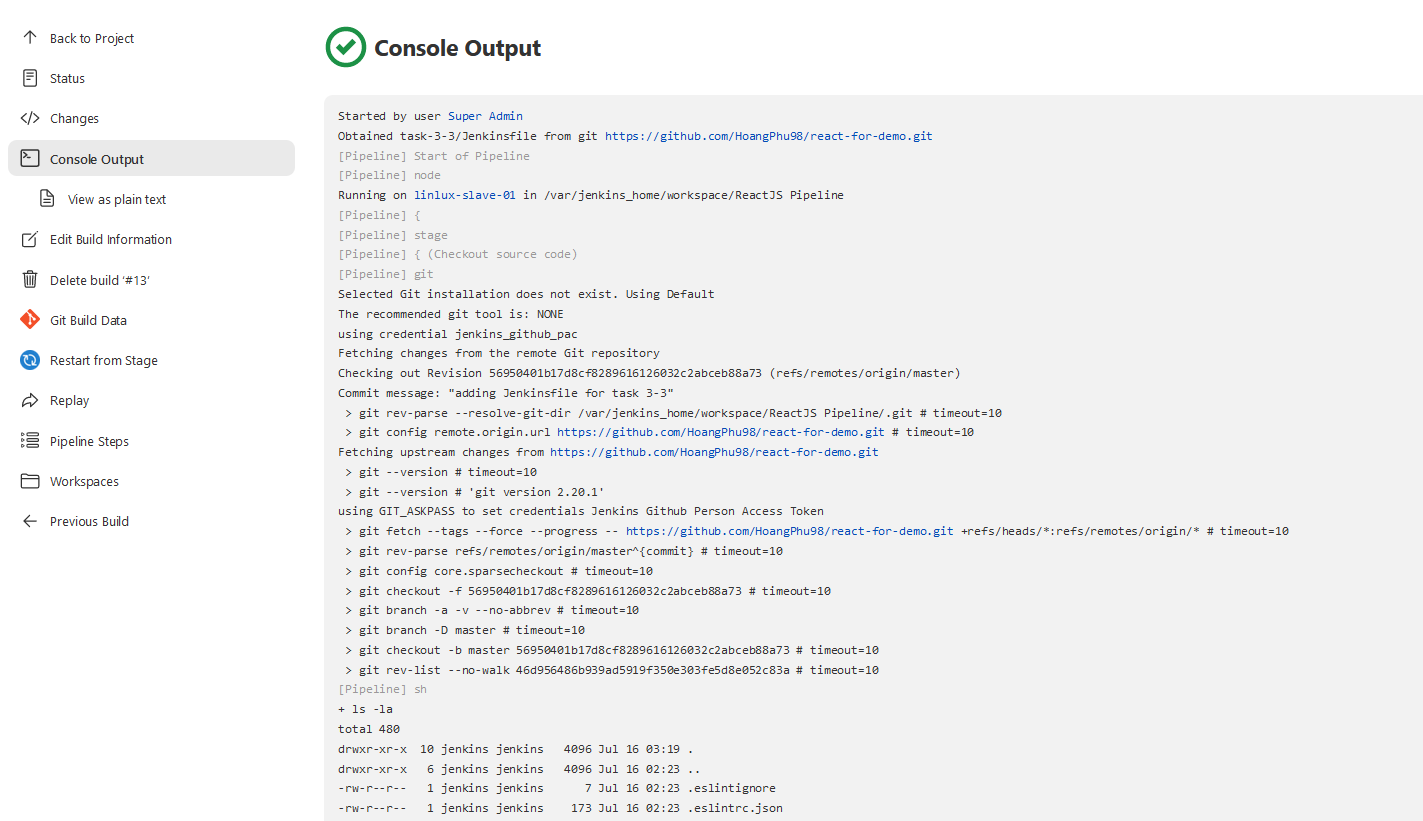 Back to Project
Status
Changes
Console Output
View as plain text
Edit Build Information
Delete build ‘#13’
Git Build Data
Restart from Stage
Replay
Pipeline Steps
Workspaces
Previous Build
Console Output
Started by user Super Admin
Obtained task-3-3/Jenkinsfile from git https://github.com/HoangPhu98/react-for-demo.git
[Pipeline] Start of Pipeline
[Pipeline] node
Running on linlux-slave-01 in /var/jenkins_home/workspace/ReactJS Pipeline
[Pipeline] {
[Pipeline] stage
[Pipeline] { (Checkout source code)
[Pipeline] git
Selected Git installation does not exist. Using Default
The recommended git tool is: NONE
using credential jenkins_github_pac
Fetching changes from the remote Git repository
Checking out Revision 56950401b17d8cf8289616126032c2abceb88a73 (refs/remotes/origin/master)
Commit message: "adding Jenkinsfile for task 3-3"
 > git rev-parse --resolve-git-dir /var/jenkins_home/workspace/ReactJS Pipeline/.git # timeout=10
 > git config remote.origin.url https://github.com/HoangPhu98/react-for-demo.git # timeout=10
Fetching upstream changes from https://github.com/HoangPhu98/react-for-demo.git
 > git --version # timeout=10
 > git --version # 'git version 2.20.1'
using GIT_ASKPASS to set credentials Jenkins Github Person Access Token
 > git fetch --tags --force --progress -- https://github.com/HoangPhu98/react-for-demo.git +refs/heads/*:refs/remotes/origin/* # timeout=10
 > git rev-parse refs/remotes/origin/master^{commit} # timeout=10
 > git config core.sparsecheckout # timeout=10
 > git checkout -f 56950401b17d8cf8289616126032c2abceb88a73 # timeout=10
 > git branch -a -v --no-abbrev # timeout=10
 > git branch -D master # timeout=10
 > git checkout -b master 56950401b17d8cf8289616126032c2abceb88a73 # timeout=10
 > git rev-list --no-walk 46d956486b939ad5919f350e303fe5d8e052c83a # timeout=10
[Pipeline] sh
+ ls -la
total 480
drwxr-xr-x  10 jenkins jenkins   4096 Jul 16 03:19 .
drwxr-xr-x   6 jenkins jenkins   4096 Jul 16 02:23 ..
-rw-r--r--   1 jenkins jenkins      7 Jul 16 02:23 .eslintignore
-rw-r--r--   1 jenkins jenkins    173 Jul 16 02:23 .eslintrc.json